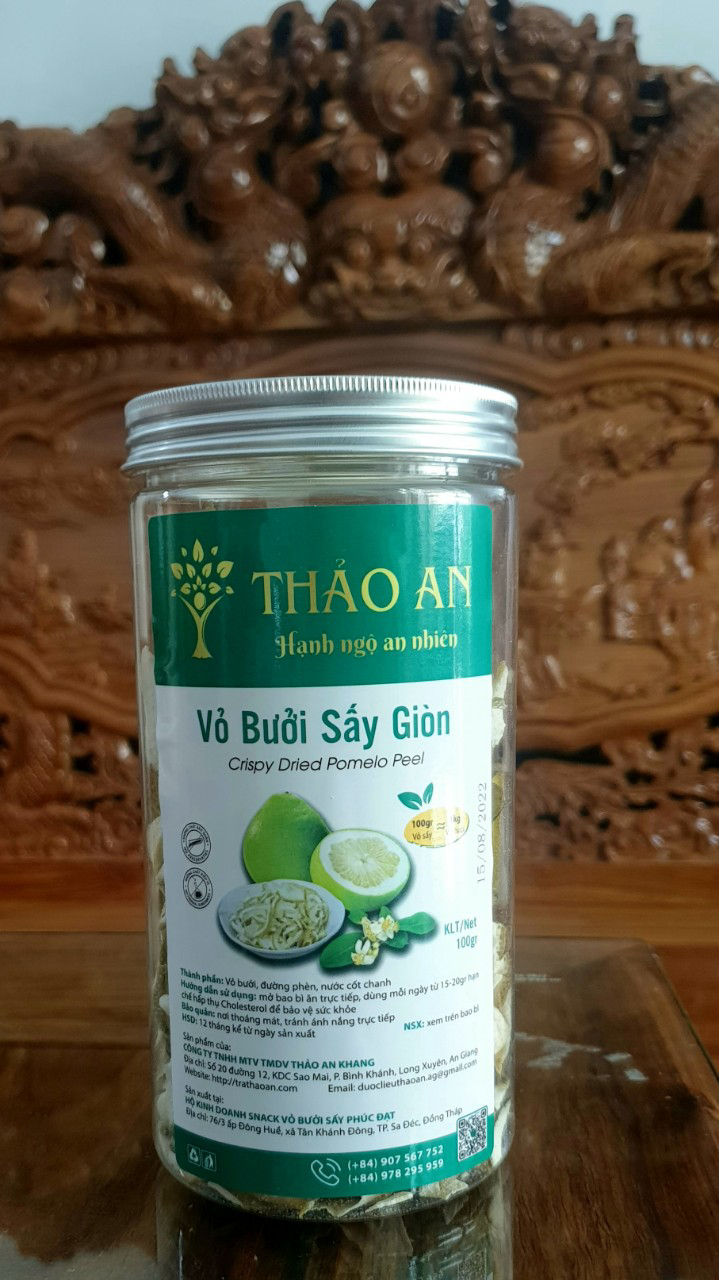 THẢO AN
Hạnh ngộ an nhiên
Vỏ Bưởi Sấy Giòn
Crispy Dried Pomelo Peel
100gr
Vỏ sấy
15/08/2022
KLT/Net
100gr
Thành phần: Vỏ bưởi, đường phèn, nước cốt chanh
Hướng dẫn sử dụng: mở bao bì ăn trực tiếp, dùng mỗi ngày từ 15-20gr hạn
chế hấp thụ Cholesterol để bảo vệ sức khỏe
Bảo quản: nơi thoáng mát, tránh ánh nắng trực tiếp
HSD: 12 tháng kể từ ngày sản xuất
NSX: xem trên bao bì
Sản phẩm của:
CÔNG TY TNHH MTV TMDV THẢO AN KHANG
Địa chỉ: Số 20 đường 12, KDC Sao Mai, P. Bình Khánh, Long Xuyên, An Giang
Website: http://trathaoan.com Email: duoclieuthaoan.ag@gmail.com
Sản xuất tại:
HỘ KINH DOANH SNACK VỎ BƯỞI SẤY PHÚC ĐẠT
Địa chỉ: 76/3 ấp Đông Huề, xã Tân Khánh Đông, TP. Sa Đéc, Đồng Tháp
(+84) 907 567 752
(+84) 978 295 959